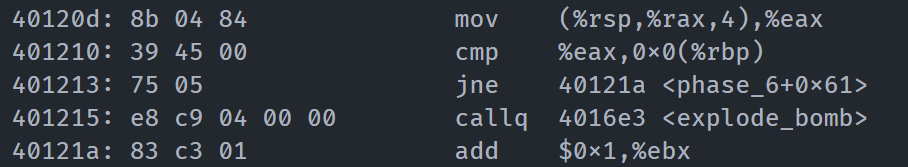 40120d: 8b 04 84 mov (%rsp,%rax,4),%eax
401210: 39 45 00 cmp %eax,0x0(%rbp)
401213: 75 05 jne 40121a <phase_6+0x61>
401215: e8 c9 04 00 00 callq 4016e3 <explode_bomb>
40121a: 83 c3 01 add $0x1,%ebx